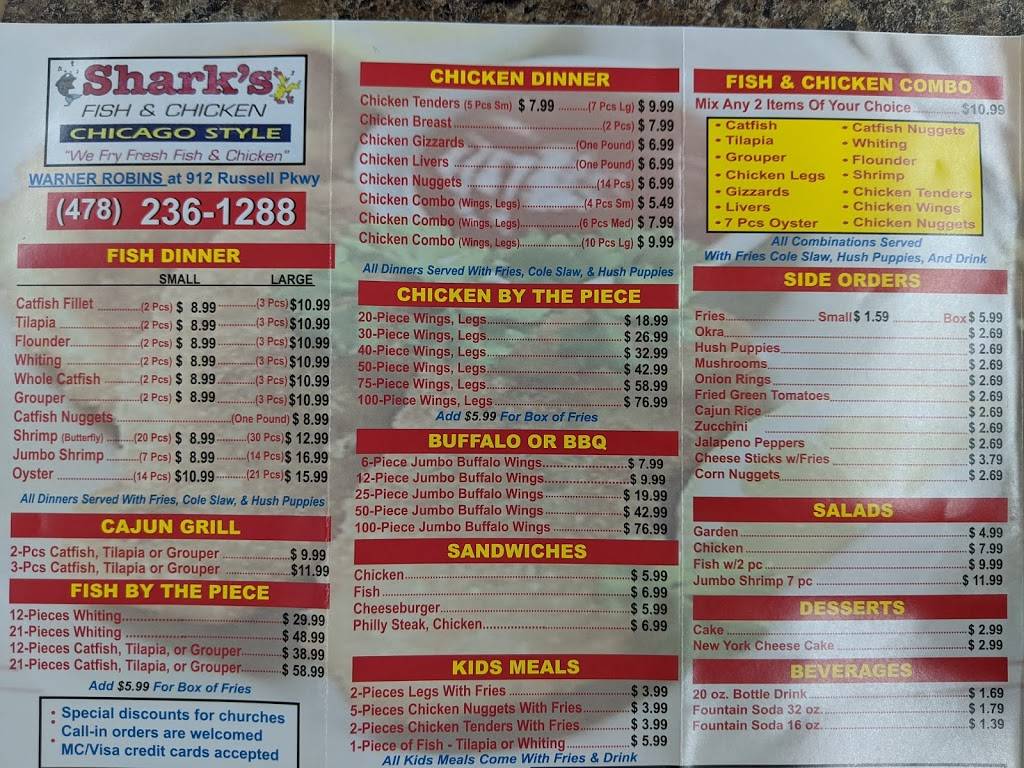 Shark's
FISH & CHICKEN
CHICAGO STYLE
"We Fry Fresh Fish & Chicken"
WARNER ROBINS at 912 Russell Pkwy
(478) 236-1288
FISH DINNER
SMALL LARGE
Catfish Fillet ..........(2 Pcs) $ 8.99 ..........(3 Pcs) $10.99
Tilapia ..........(2 Pcs) $ 8.99 ..........(3 Pcs) $10.99
Flounder..........(2 Pcs) $ 8.99 ..........(3 Pcs) $10.99
Whiting ..........(2 Pcs) $ 8.99 ..........(3 Pcs) $10.99
Whole Catfish ..........(2 Pcs) $ 8.99 ..........(3 Pcs) $10.99
Grouper ..........(2 Pcs) $ 8.99 ..........(3 Pcs) $10.99
Catfish Nuggets ..........(One Pound) $ 8.99
Shrimp (Butterfly) ..........(20 Pcs) $ 8.99 ..........(30 Pcs) $ 12.99
Jumbo Shrimp ..........(7 Pcs) $ 8.99 ..........(14 Pcs) $ 16.99
Oyster ..........(14 Pcs) $10.99 ..........(21 Pcs) $ 15.99
All Dinners Served With Fries, Cole Slaw, & Hush Puppies
CAJUN GRILL
2-Pcs Catfish, Tilapia or Grouper ..........$ 9.99
3-Pcs Catfish, Tilapia or Grouper ..........$11.99
FISH BY THE PIECE
12-Pieces Whiting..........$ 29.99
21-Pieces Whiting ..........$ 48.99
12-Pieces Catfish, Tilapia, or Grouper..........$ 38.99
21-Pieces Catfish, Tilapia, or Grouper..........$ 58.99
Add $5.99 For Box of Fries
Special discounts for churches
Call-in orders are welcomed
MC/Visa credit cards accepted
CHICKEN DINNER
Chicken Tenders (5 Pcs Sm) $ 7.99 ..........(7 Pcs Lg) $ 9.99
Chicken Breast ..........(2 Pcs) $ 7.99
Chicken Gizzards ..........(One Pound) $ 6.99
Chicken Livers ..........(One Pound) $ 6.99
Chicken Nuggets ..........(14 Pcs) $ 6.99
Chicken Combo (Wings, Legs)..........(4 Pcs Sm) $ 5.49
Chicken Combo (Wings, Legs)..........(6 Pcs Med) $ 7.99
Chicken Combo (Wings, Legs)..........(10 Pcs Lg) $ 9.99
All Dinners Served With Fries, Cole Slaw, & Hush Puppies
CHICKEN BY THE PIECE
20-Piece Wings, Legs..........$ 18.99
30-Piece Wings, Legs..........$ 26.99
40-Piece Wings, Legs..........$ 32.99
50-Piece Wings, Legs..........$ 42.99
75-Piece Wings, Legs..........$ 58.99
100-Piece Wings, Legs..........$ 76.99
Add $5.99 For Box of Fries
BUFFALO OR BBQ
6-Piece Jumbo Buffalo Wings..........$ 7.99
12-Piece Jumbo Buffalo Wings..........$ 9.99
25-Piece Jumbo Buffalo Wings ..........$ 19.99
50-Piece Jumbo Buffalo Wings ..........$ 42.99
100-Piece Jumbo Buffalo Wings ..........$ 76.99
SANDWICHES
Chicken..........$ 5.99
Fish..........$ 6.99
Cheeseburger..........$ 5.99
Philly Steak, Chicken..........$ 6.99
KIDS MEALS
2-Pieces Legs With Fries ..........$ 3.99
5-Pieces Chicken Nuggets With Fries..........$ 3.99
2-Pieces Chicken Tenders With Fries..........$ 3.99
1-Piece of Fish - Tilapia or Whiting..........$ 5.99
All Kids Meals Come With Fries & Drink
FISH & CHICKEN COMBO
Mix Any 2 Items Of Your Choice..........$10.99
• Catfish
• Tilapia
• Grouper
• Chicken Legs
• Gizzards
• Livers
• 7 Pcs Oyster
• Catfish Nuggets
• Whiting
• Flounder
• Shrimp
• Chicken Tenders
• Chicken Wings
• Chicken Nuggets
All Combinations Served
With Fries Cole Slaw, Hush Puppies, And Drink
SIDE ORDERS
Fries..........Small $ 1.59 ..........Box $ 5.99
Okra..........$ 2.69
Hush Puppies..........$ 2.69
Mushrooms..........$ 2.69
Onion Rings..........$ 2.69
Fried Green Tomatoes..........$ 2.69
Cajun Rice..........$ 2.69
Zucchini ..........$ 2.69
Jalapeno Peppers ..........$ 2.69
Cheese Sticks w/Fries..........$ 3.79
Corn Nuggets..........$ 2.69
SALADS
Garden ..........$ 4.99
Chicken ..........$ 7.99
Fish w/2 pc ..........$ 9.99
Jumbo Shrimp 7 pc ..........$ 11.99
DESSERTS
Cake ..........$ 2.99
New York Cheese Cake ..........$ 2.99
BEVERAGES
20 oz. Bottle Drink..........$ 1.69
Fountain Soda 32 oz...........$ 1.79
Fountain Soda 16 oz...........$ 1.39